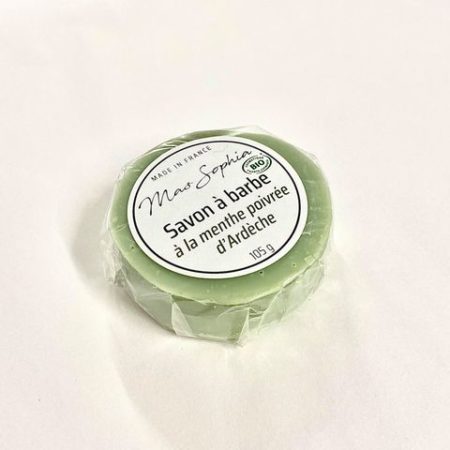 MADE IN FRANCE
Mas Sophia
BIO
Savon à barbe
à la menthe poivrée
d'Ardèche
105 g